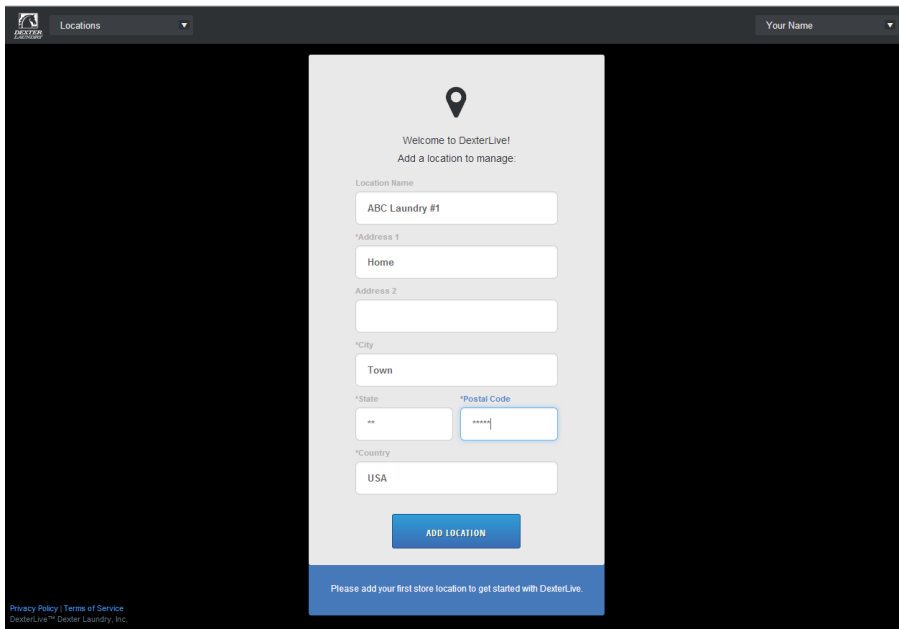 DEXTER
LAUNDRY
Locations
Your Name
Welcome to DexterLive!
Add a location to manage:
Location Name
ABC Laundry #1
*Address 1
Home
Address 2
*City
Town
*State
*Postal Code
**
*****
*Country
USA
ADD LOCATION
Please add your first store location to get started with DexterLive.
Privacy Policy | Terms of Service
DexterLive™ Dexter Laundry, Inc.